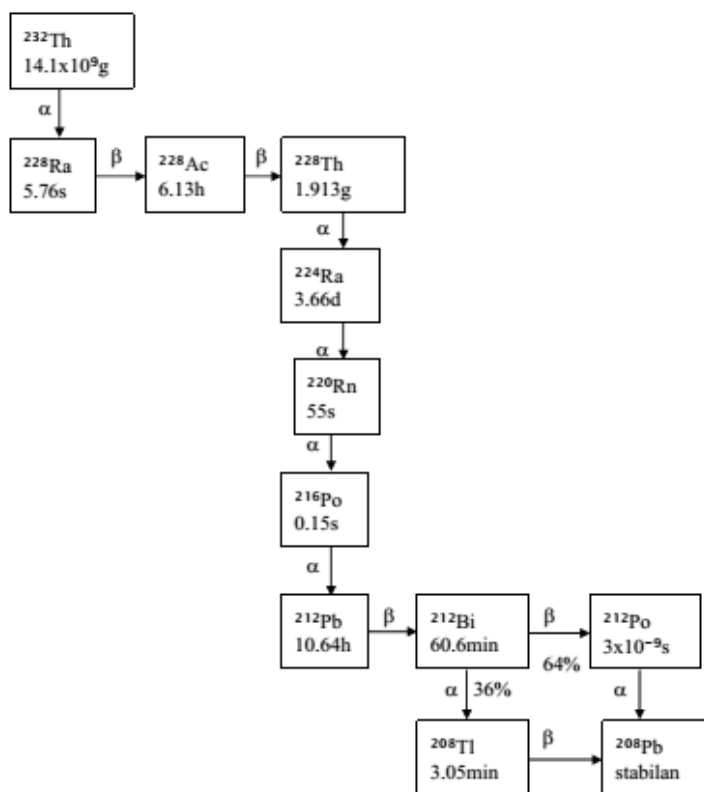 ²³²Th
14.1x10⁹g
α
²²⁸Ra
5.76s
β
²²⁸Ac
6.13h
β
²²⁸Th
1.913g
α
²²⁴Ra
3.66d
α
²²⁰Rn
55s
α
²¹⁶Po
0.15s
α
²¹²Pb
10.64h
β
²¹²Bi
60.6min
β
64%
²¹²Po
3x10⁻⁹s
α 36%
α
²⁰⁸Tl
3.05min
β
²⁰⁸Pb
stabilan